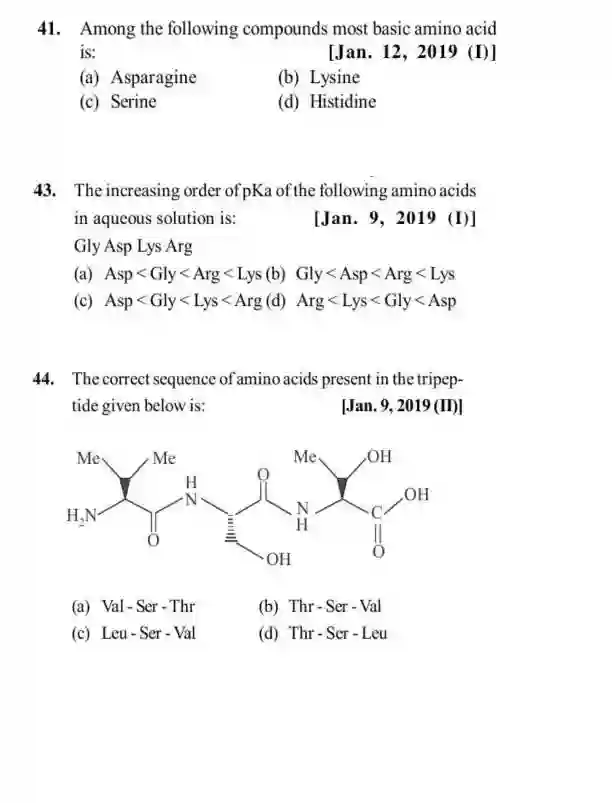 41. Among the following compounds most basic amino acid
is: [Jan. 12, 2019 (I)]
(a) Asparagine (b) Lysine
(c) Serine (d) Histidine
43. The increasing order of pKa of the following amino acids
in aqueous solution is: [Jan. 9, 2019 (I)]
Gly Asp Lys Arg
(a) Asp < Gly < Arg < Lys (b) Gly < Asp < Arg < Lys
(c) Asp < Gly < Lys < Arg (d) Arg < Lys < Gly < Asp
44. The correct sequence of amino acids present in the tripep-
tide given below is: [Jan. 9, 2019 (II)]
Me Me Me OH
H O
N OH
H₂N N C
H
O OH O
(a) Val - Ser - Thr (b) Thr - Ser - Val
(c) Leu - Ser - Val (d) Thr - Ser - Leu